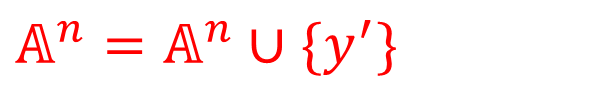 𝔸ⁿ = 𝔸ⁿ ∪ {y′}